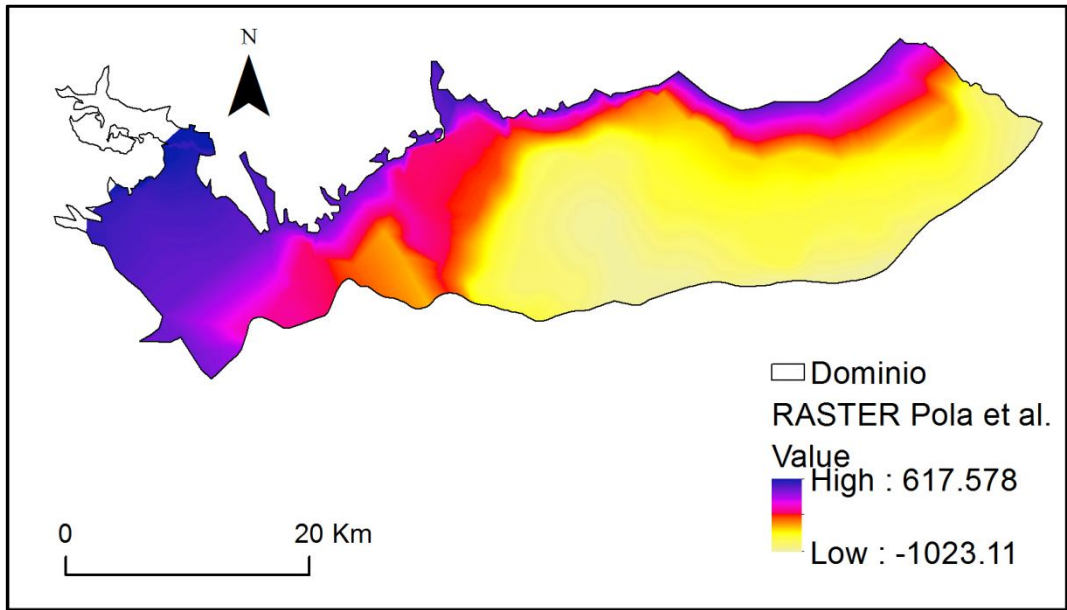 N
Dominio
RASTER Pola et al.
Value
High : 617.578
Low : -1023.11
0 20 Km